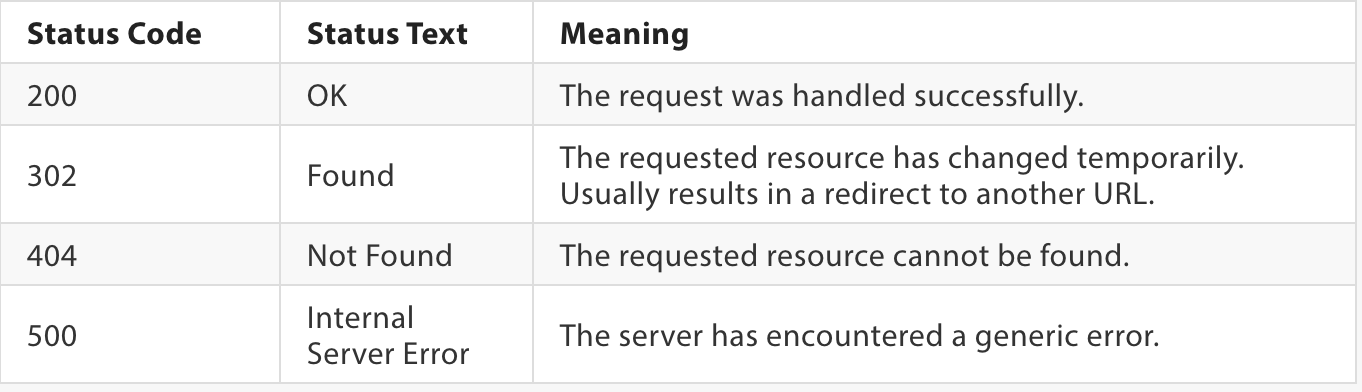 Status Code Status Text Meaning
200 OK The request was handled successfully.
302 Found The requested resource has changed temporarily.
Usually results in a redirect to another URL.
404 Not Found The requested resource cannot be found.
500 Internal
Server Error The server has encountered a generic error.